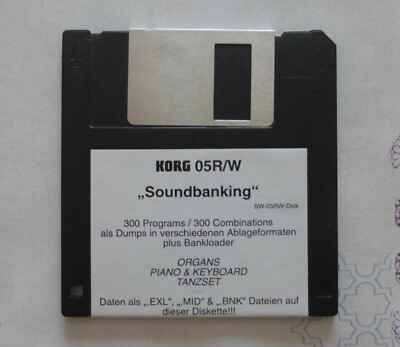 KORG 05R/W
„Soundbanking“
SW-05RW-Disk
300 Programs / 300 Combinations
als Dumps in verschiedenen Ablageformaten
plus Bankloader
ORGANS
PIANO & KEYBOARD
TANZSET
Daten als „.EXL“, „.MID“ & „.BNK“ Dateien auf
dieser Diskette!!!